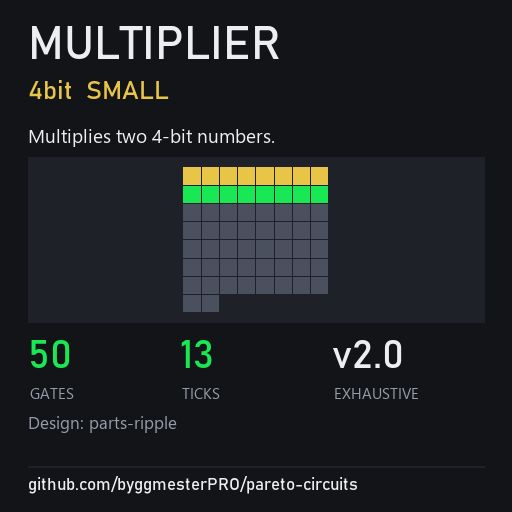 MULTIPLIER
4bit SMALL
Multiplies two 4-bit numbers.
50 13 v2.0
GATES TICKS EXHAUSTIVE
Design: parts-ripple
github.com/byggmesterPRO/pareto-circuits